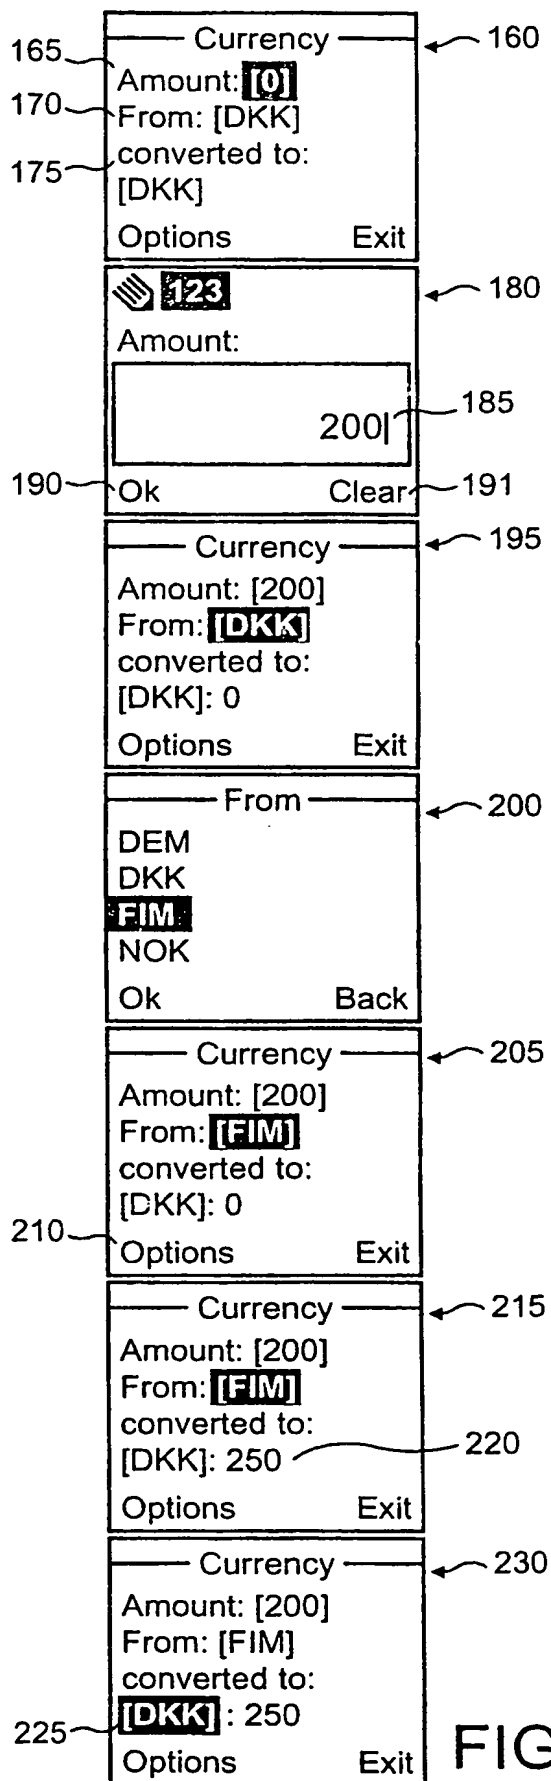 Currency
160
165
Amount: [0]
170
From: [DKK]
175
converted to:
[DKK]
Options Exit
123
180
Amount:
200
185
190
Ok Clear
191
Currency
195
Amount: [200]
From: [DKK]
converted to:
[DKK]: 0
Options Exit
From
200
DEM
DKK
FIM
NOK
Ok Back
Currency
205
Amount: [200]
From: [FIM]
converted to:
[DKK]: 0
210
Options Exit
Currency
215
Amount: [200]
From: [FIM]
converted to:
[DKK]: 250
220
Options Exit
Currency
230
Amount: [200]
From: [FIM]
converted to:
225
[DKK] : 250
Options Exit
FIG